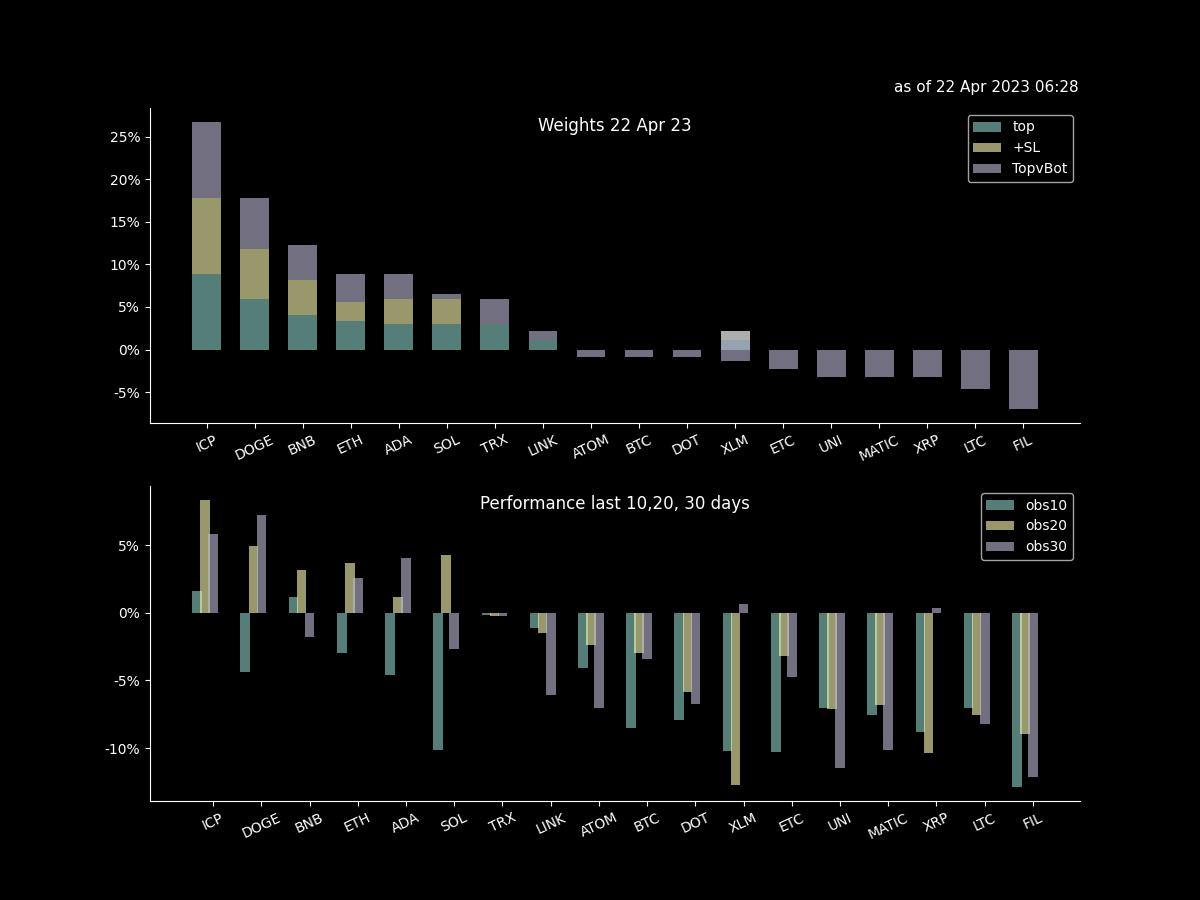 as of 22 Apr 2023 06:28
Weights 22 Apr 23
top
+SL
TopvBot
25%
20%
15%
10%
5%
0%
-5%
ICP DOGE BNB ETH ADA SOL TRX LINK ATOM BTC DOT XLM ETC UNI MATIC XRP LTC FIL
Performance last 10,20, 30 days
obs10
obs20
obs30
5%
0%
-5%
-10%
ICP DOGE BNB ETH ADA SOL TRX LINK ATOM BTC DOT XLM ETC UNI MATIC XRP LTC FIL